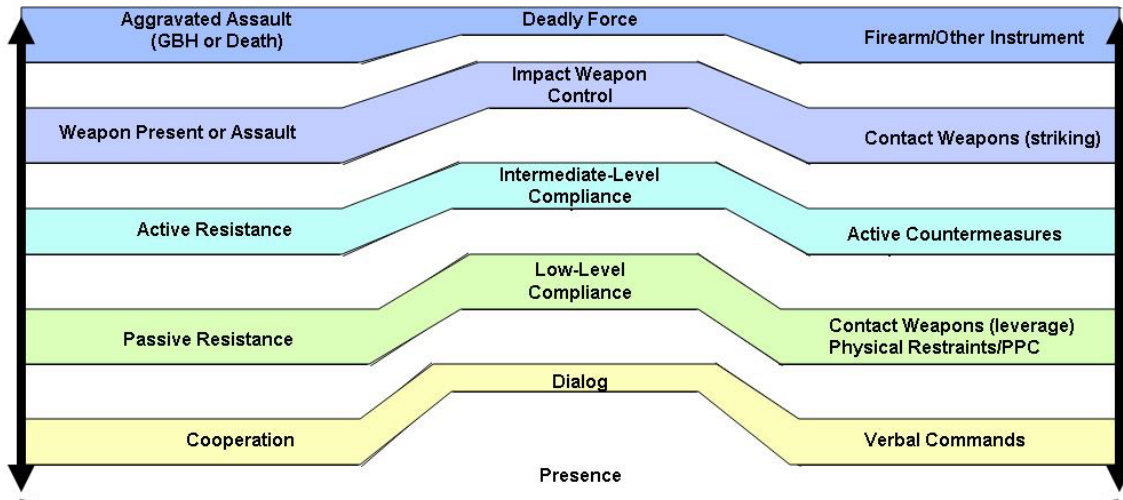 Aggravated Assault
(GBH or Death)
Deadly Force
Firearm/Other Instrument
Impact Weapon
Control
Weapon Present or Assault
Contact Weapons (striking)
Intermediate-Level
Compliance
Active Resistance
Active Countermeasures
Low-Level
Compliance
Passive Resistance
Contact Weapons (leverage)
Physical Restraints/PPC
Dialog
Cooperation
Verbal Commands
Presence